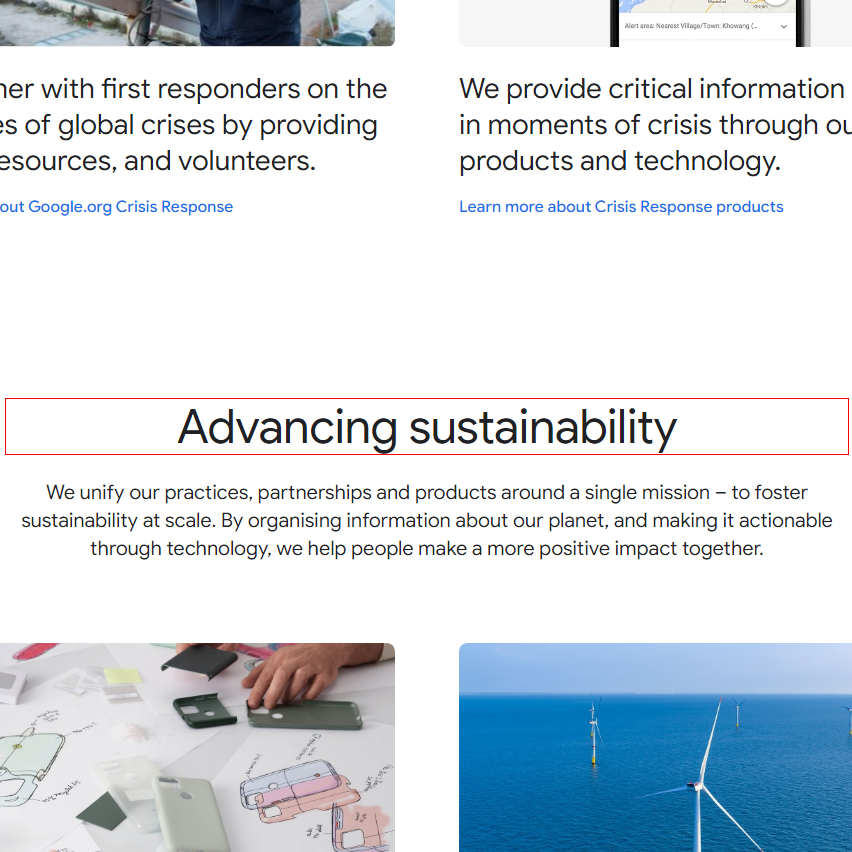 Alert area: Nearest Village/Town: Khowang (...
ner with first responders on the
es of global crises by providing
esources, and volunteers.
out Google.org Crisis Response
We provide critical information
in moments of crisis through ou
products and technology.
Learn more about Crisis Response products
Advancing sustainability
We unify our practices, partnerships and products around a single mission – to foster
sustainability at scale. By organising information about our planet, and making it actionable
through technology, we help people make a more positive impact together.